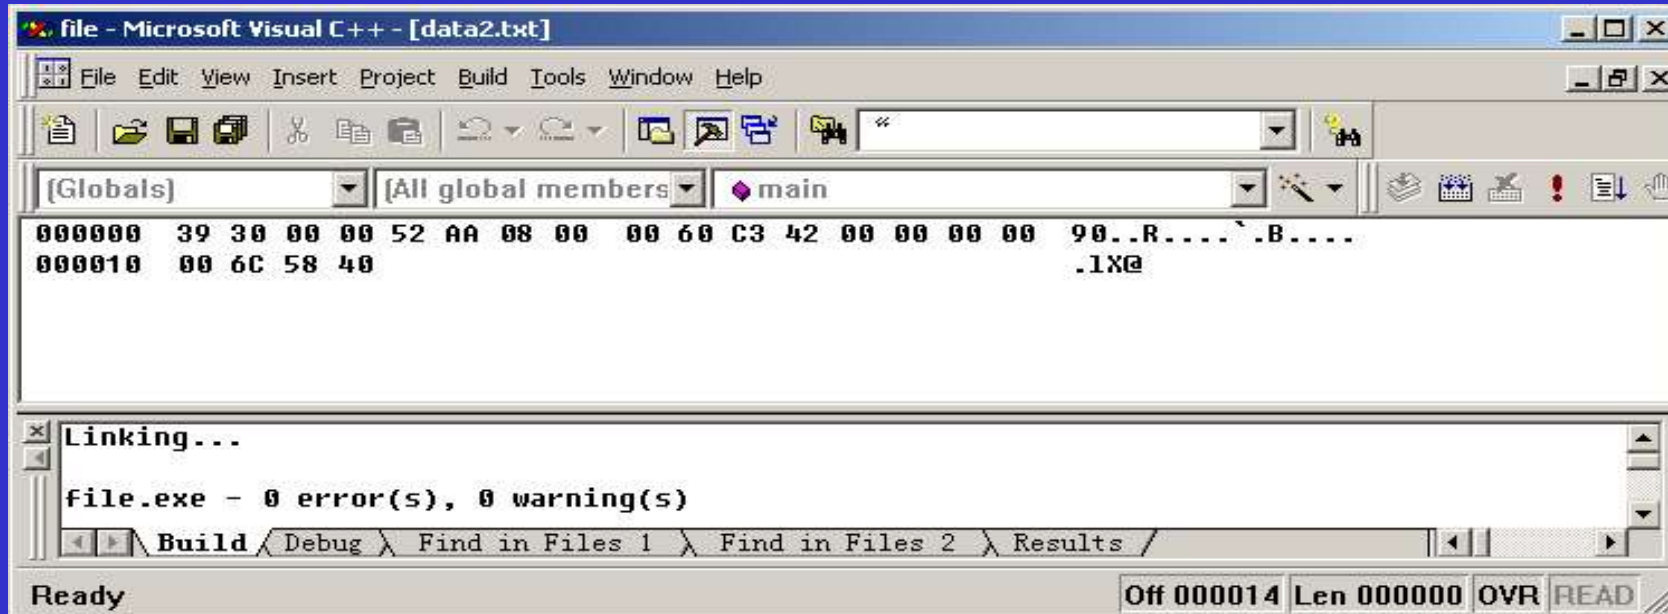 file - Microsoft Visual C++ - [data2.txt]
File Edit View Insert Project Build Tools Window Help
“
(Globals) (All global members main
000000 39 30 00 00 52 AA 08 00 00 60 C3 42 00 00 00 00 90..R....`.B....
000010 00 6C 58 40 .lX@
Linking...
file.exe - 0 error(s), 0 warning(s)
Build Debug Find in Files 1 Find in Files 2 Results
Ready Off 000014 Len 000000 OVR READ